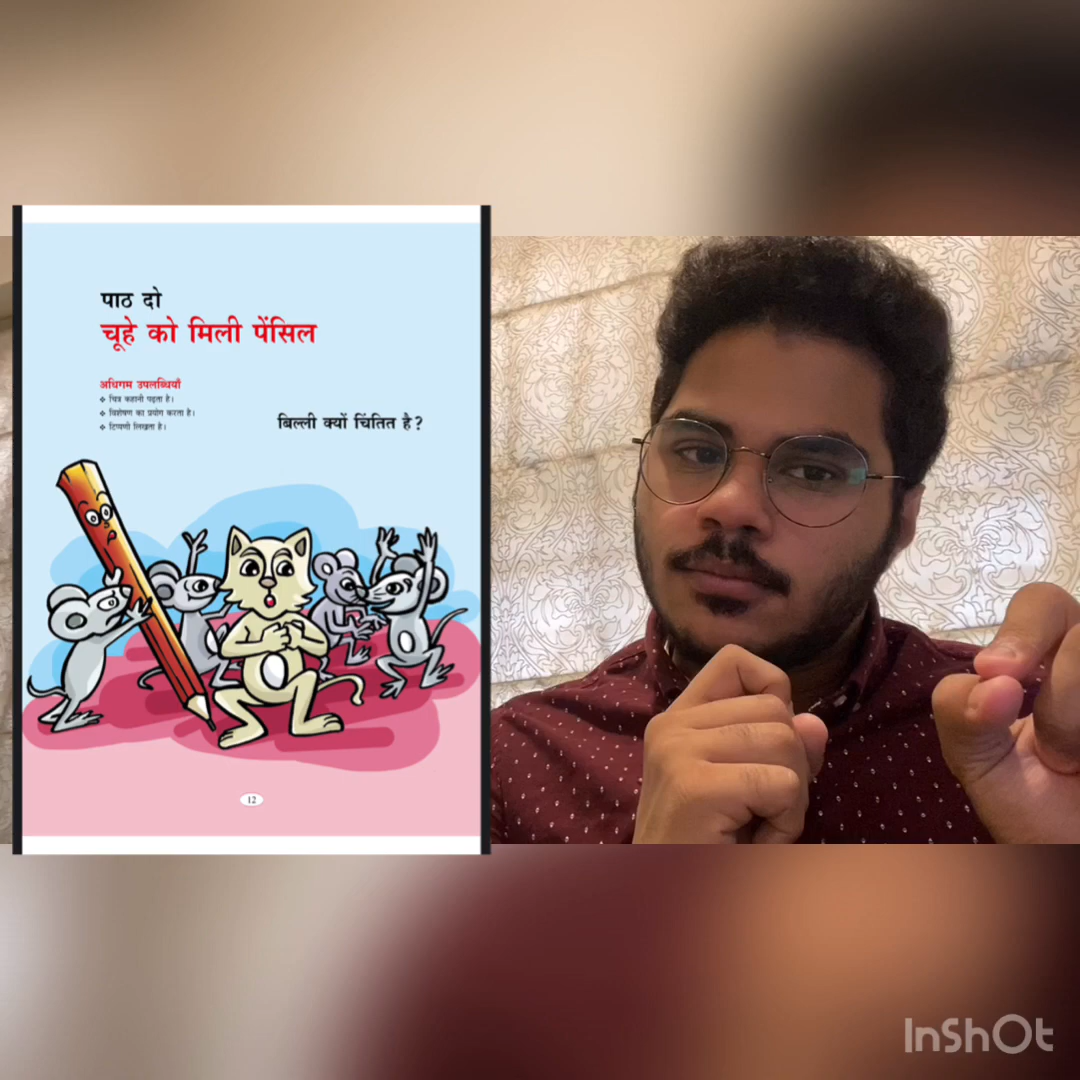 पाठ दो
चूहे को मिली पेंसिल
अधिगम उपलब्धियाँ
❖ चित्र कहानी पढ़ता है।
❖ विशेषण का प्रयोग करता है।
❖ टिप्पणी लिखता है।
बिल्ली क्यों चिंतित है?
12
InShOt